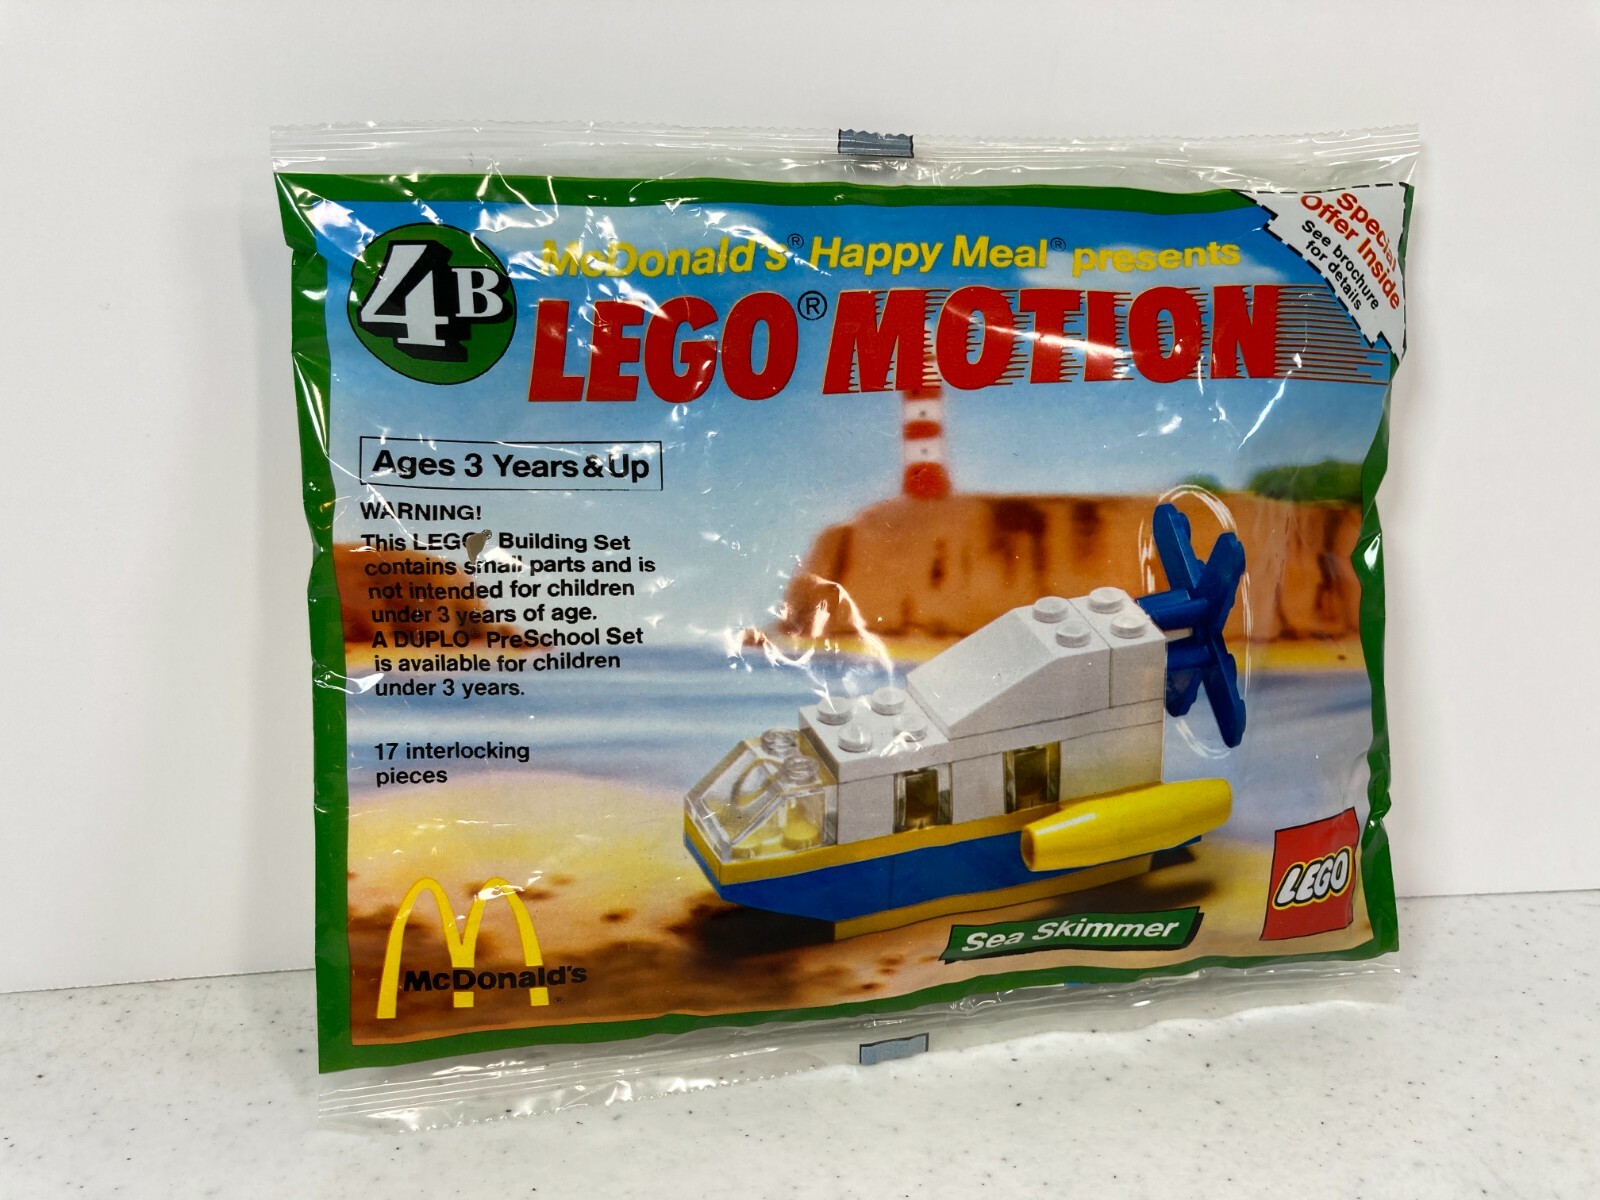 4B
McDonald's® Happy Meal® presents
LEGO® MOTION
Special
Offer Inside
See brochure
for details
Ages 3 Years & Up
WARNING!
This LEGO® Building Set
contains small parts and is
not intended for children
under 3 years of age.
A DUPLO® PreSchool Set
is available for children
under 3 years.
17 interlocking
pieces
McDonald's®
Sea Skimmer
LEGO